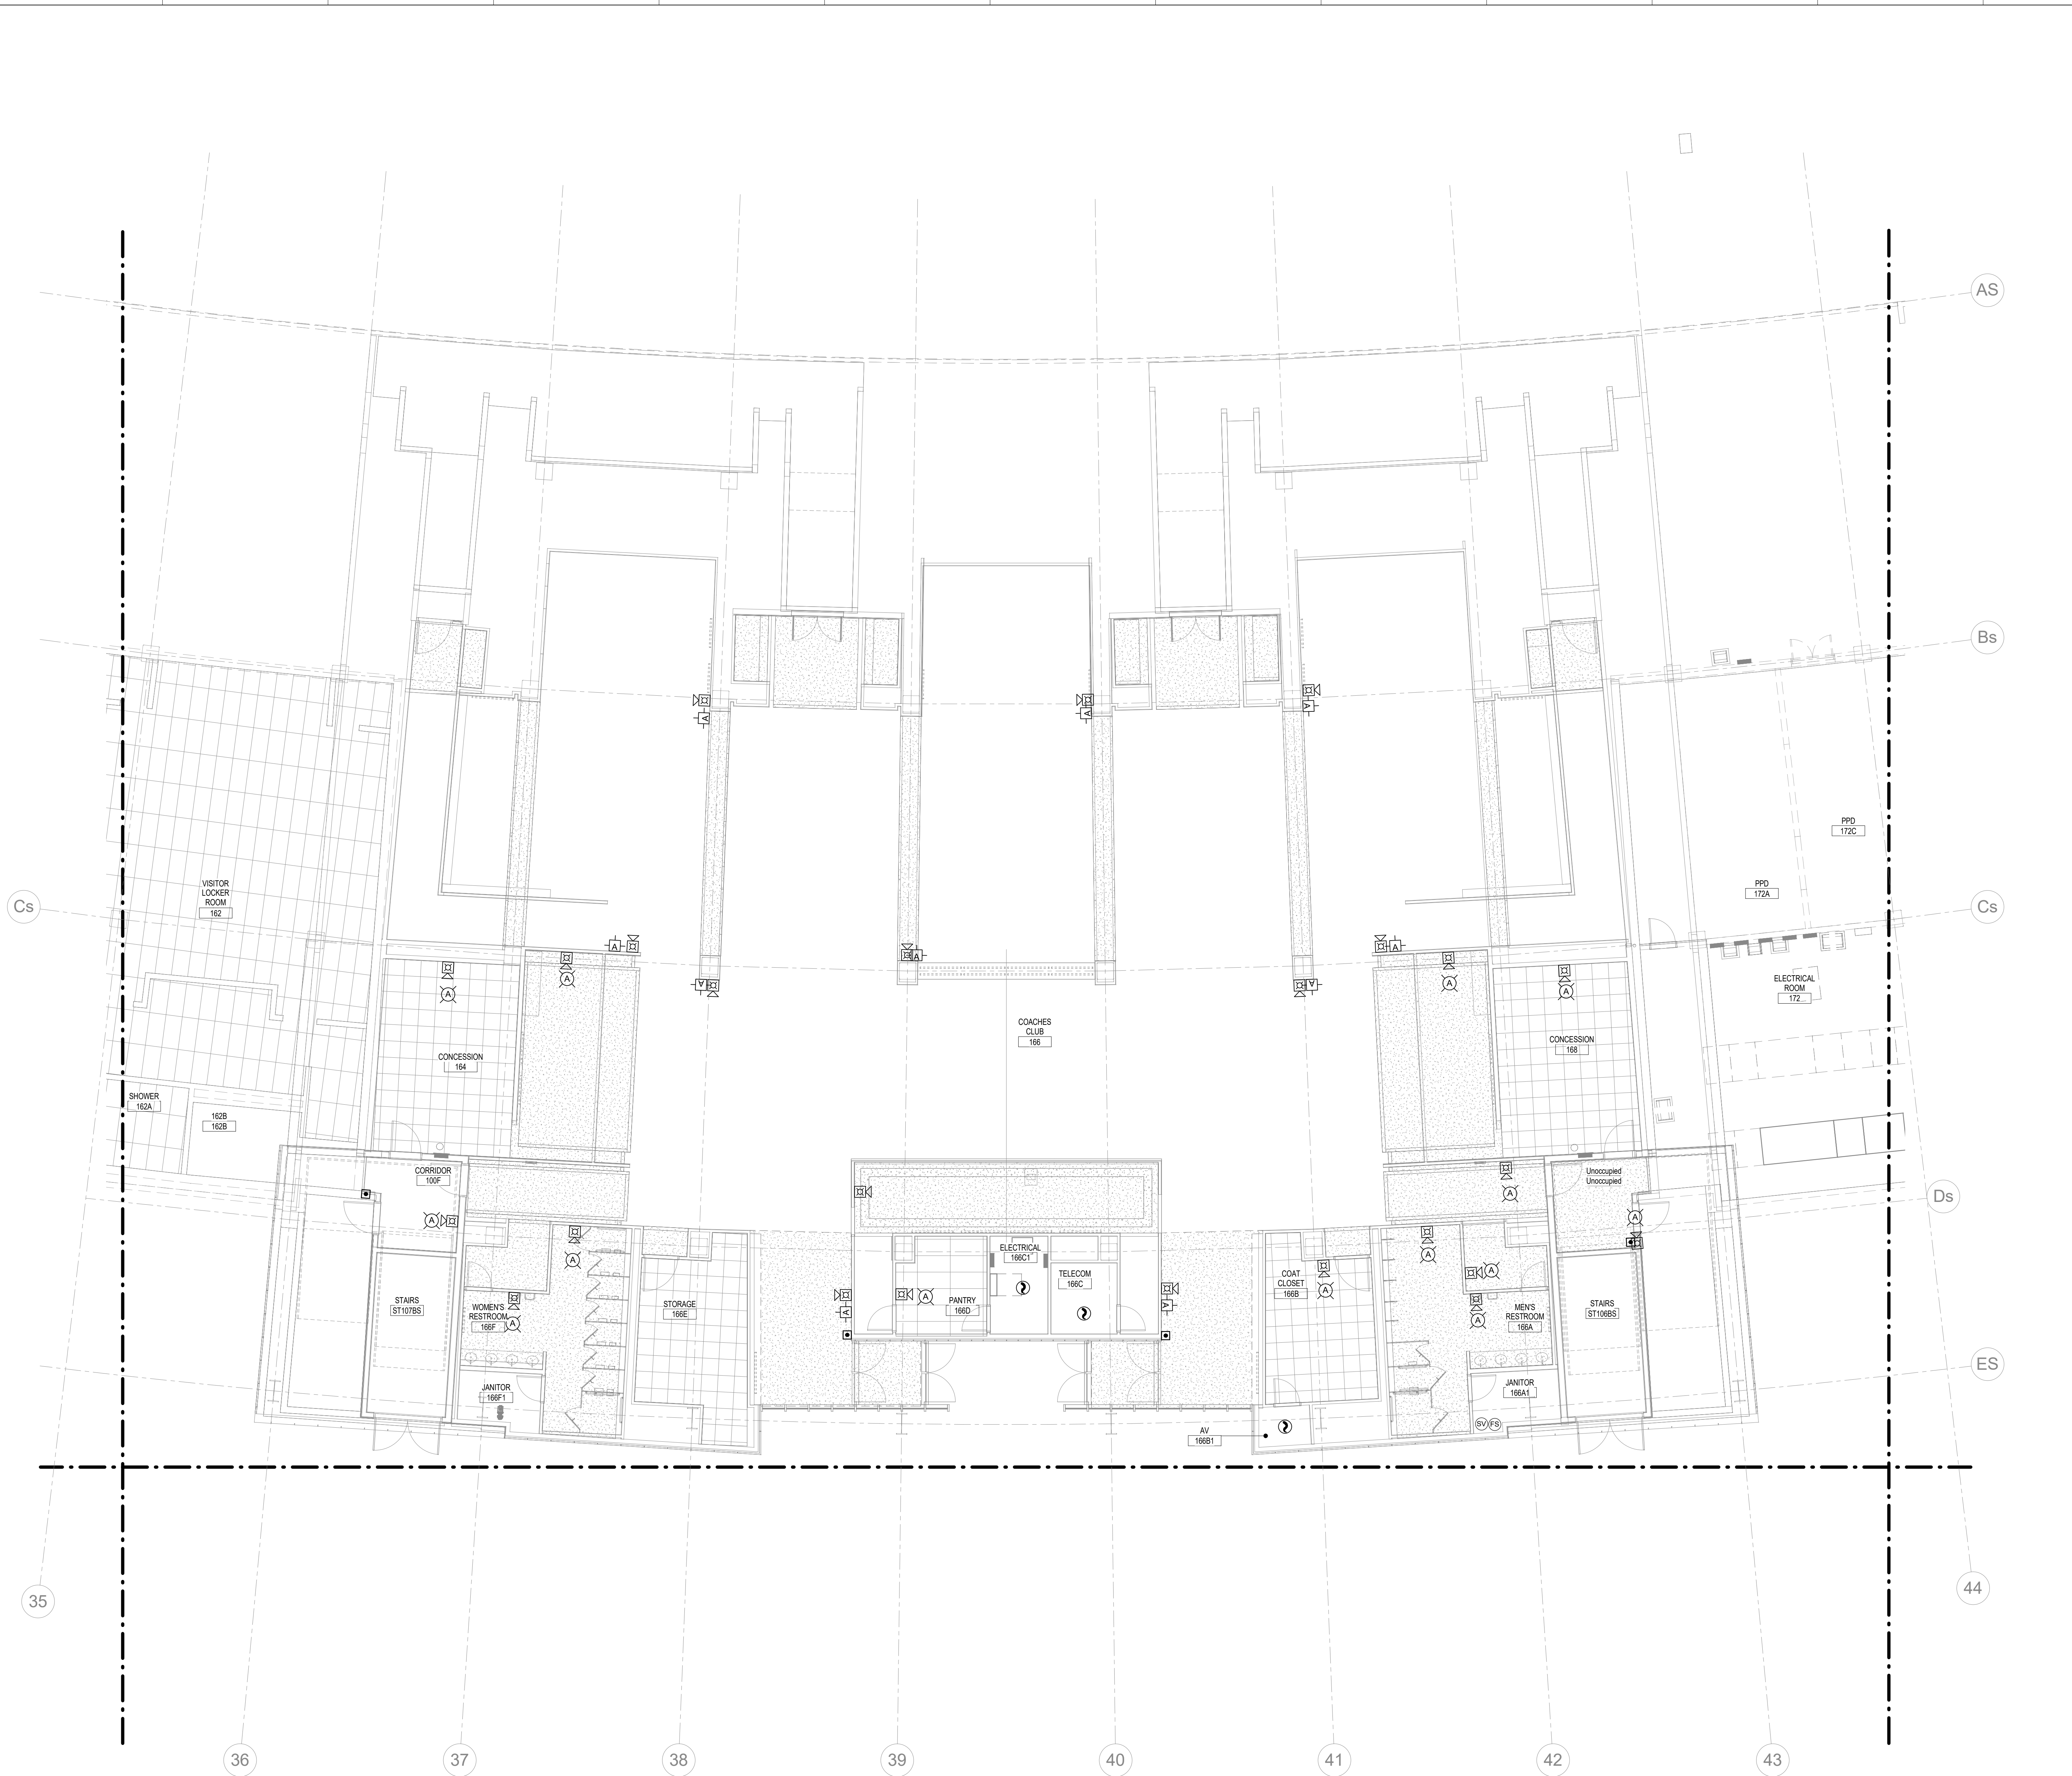 AS
Bs
PPD
172C
PPD
172A
VISITOR
LOCKER
ROOM
162
Cs
Cs
A
A
A
A
A
A
A
A
A
A
A
A
ELECTRICAL
ROOM
172
COACHES
CLUB
166
CONCESSION
164
CONCESSION
168
SHOWER
162A
162B
162B
CORRIDOR
100F
Unoccupied
Unoccupied
A
Ds
A
A
A
A
ELECTRICAL
166C1
TELECOM
166C
COAT
CLOSET
166B
A
A
STAIRS
ST107BS
WOMEN'S
RESTROOM
166F
A
STORAGE
166E
A
A
PANTRY
166D
A
A
MEN'S
RESTROOM
166A
STAIRS
ST106BS
ES
JANITOR
166F1
JANITOR
166A1
AV
166B1
SV
FS
35
44
36
37
38
39
40
41
42
43